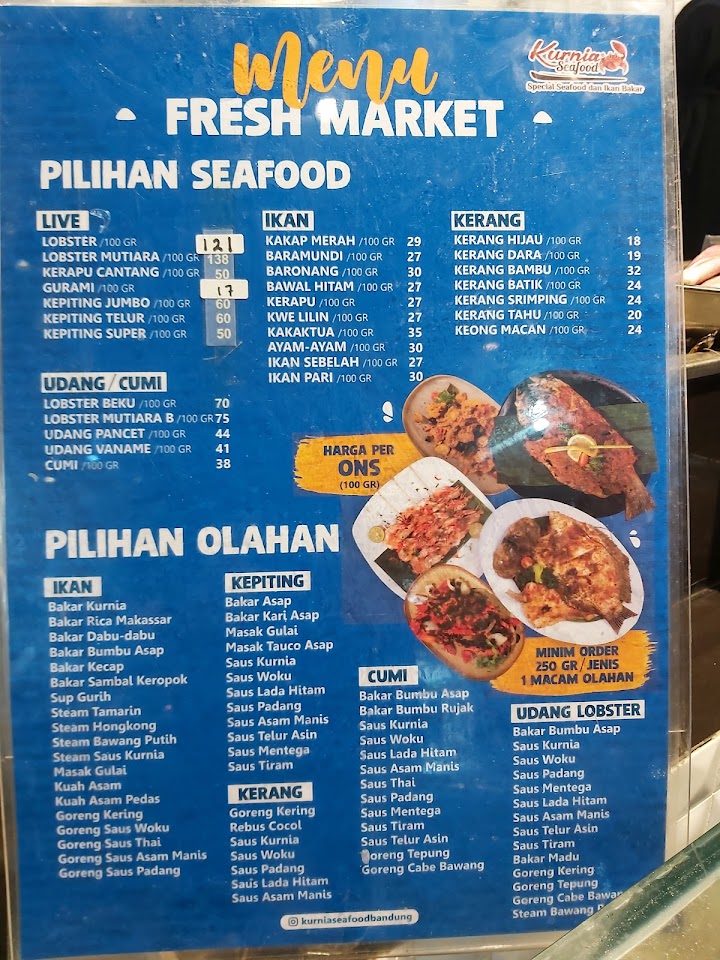 Menu
FRESH MARKET
Kurnia
Seafood
Special Seafood dan Ikan Bakar
PILIHAN SEAFOOD
LIVE
LOBSTER /100 GR 121
LOBSTER MUTIARA /100 GR 138
KERAPU CANTANG /100 GR 50
GURAMI /100 GR 17
KEPITING JUMBO /100 GR 60
KEPITING TELUR /100 GR 60
KEPITING SUPER /100 GR 50
UDANG/CUMI
LOBSTER BEKU /100 GR 70
LOBSTER MUTIARA B /100 GR 75
UDANG PANCET /100 GR 44
UDANG VANAME /100 GR 41
CUMI /100 GR 38
IKAN
KAKAP MERAH /100 GR 29
BARAMUNDI /100 GR 27
BARONANG /100 GR 30
BAWAL HITAM /100 GR 27
KERAPU /100 GR 27
KWE LILIN /100 GR 27
KAKAKTUA /100 GR 35
AYAM-AYAM /100 GR 30
IKAN SEBELAH /100 GR 27
IKAN PARI /100 GR 30
KERANG
KERANG HIJAU /100 GR 18
KERANG DARA /100 GR 19
KERANG BAMBU /100 GR 32
KERANG BATIK /100 GR 24
KERANG SRIMPING /100 GR 24
KERANG TAHU /100 GR 20
KEONG MACAN /100 GR 24
HARGA PER
ONS
(100 GR)
MINIM ORDER
250 GR/JENIS
1 MACAM OLAHAN
PILIHAN OLAHAN
IKAN
Bakar Kurnia
Bakar Rica Makassar
Bakar Dabu-dabu
Bakar Bumbu Asap
Bakar Kecap
Bakar Sambal Keropok
Sup Gurih
Steam Tamarin
Steam Hongkong
Steam Bawang Putih
Steam Saus Kurnia
Masak Gulai
Kuah Asam
Kuah Asam Pedas
Goreng Kering
Goreng Saus Woku
Goreng Saus Thai
Goreng Saus Asam Manis
Goreng Saus Padang
KEPITING
Bakar Asap
Bakar Kari Asap
Masak Gulai
Masak Tauco Asap
Saus Kurnia
Saus Woku
Saus Lada Hitam
Saus Padang
Saus Asam Manis
Saus Telur Asin
Saus Mentega
Saus Tiram
KERANG
Goreng Kering
Rebus Cocol
Saus Kurnia
Saus Woku
Saus Padang
Saus Lada Hitam
Saus Asam Manis
CUMI
Bakar Bumbu Asap
Bakar Bumbu Rujak
Saus Kurnia
Saus Woku
Saus Lada Hitam
Saus Asam Manis
Saus Thai
Saus Padang
Saus Mentega
Saus Tiram
Saus Telur Asin
Goreng Tepung
Goreng Cabe Bawang
UDANG LOBSTER
Bakar Bumbu Asap
Saus Kurnia
Saus Woku
Saus Padang
Saus Mentega
Saus Lada Hitam
Saus Asam Manis
Saus Telur Asin
Saus Tiram
Bakar Madu
Goreng Kering
Goreng Tepung
Goreng Cabe Bawan
Steam Bawang
kurniaseafoodbandung